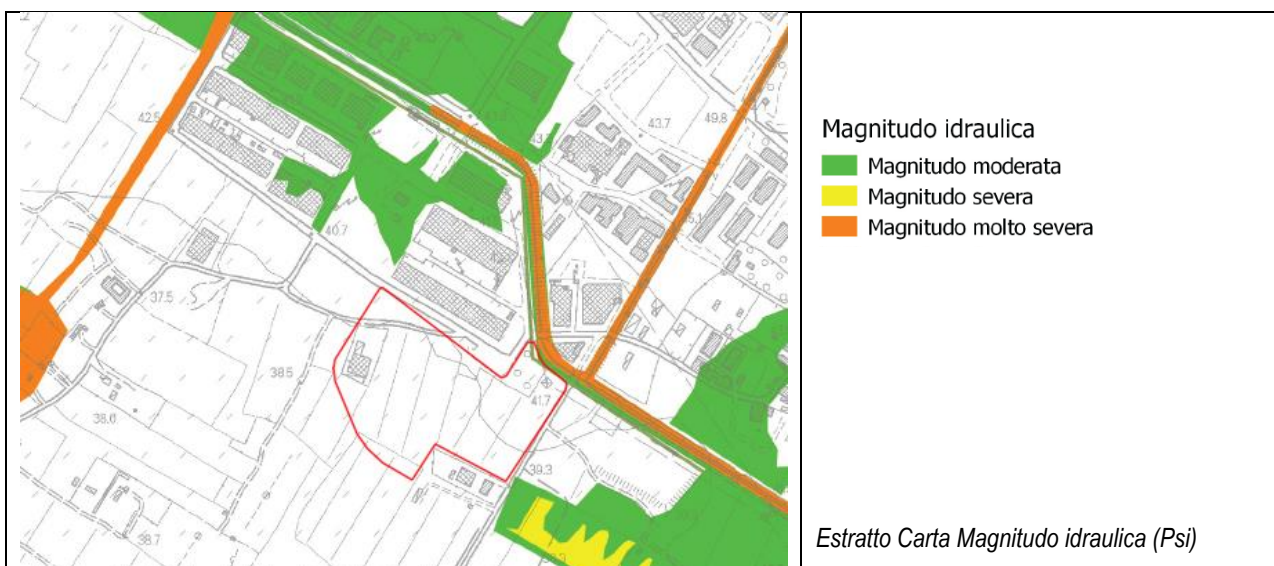 42.5
43.7
49.8
40.7
37.5
38.5
41.7
38.6
39.3
38.7
Magnitudo idraulica
Magnitudo moderata
Magnitudo severa
Magnitudo molto severa
Estratto Carta Magnitudo idraulica (Psi)